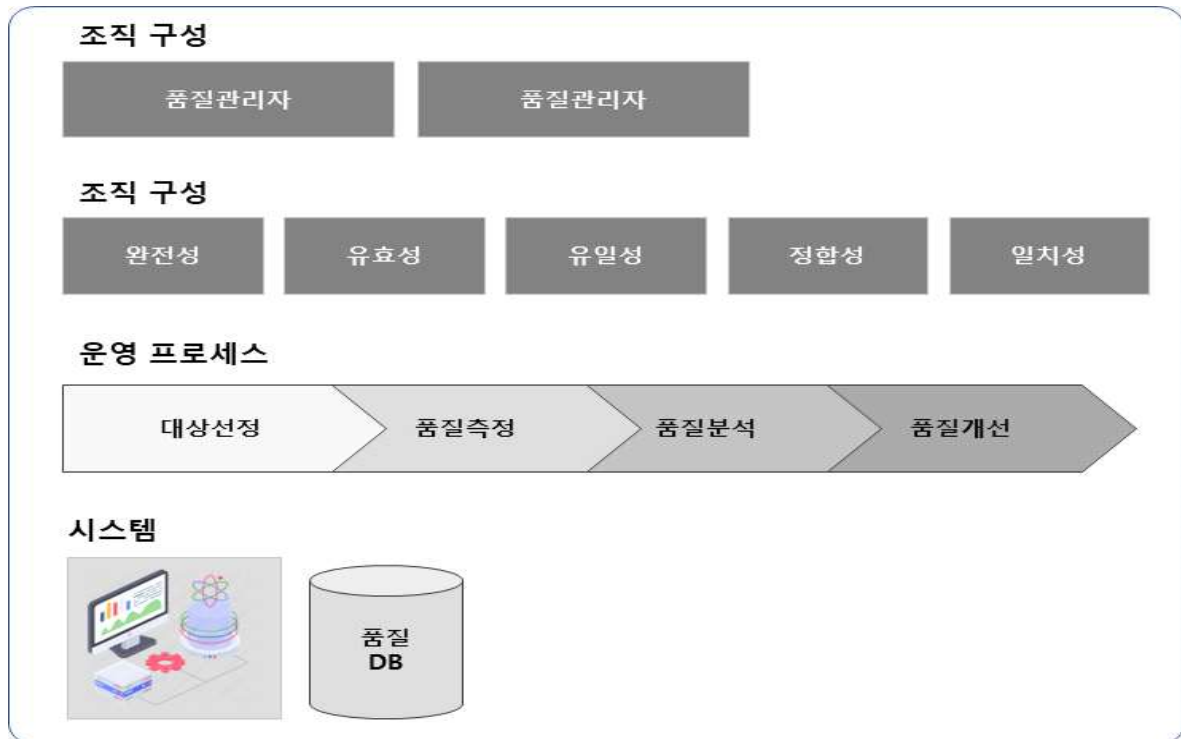 조직 구성
품질관리자 품질관리자
조직 구성
완전성 유효성 유일성 정합성 일치성
운영 프로세스
대상선정 품질측정 품질분석 품질개선
시스템
품질
DB